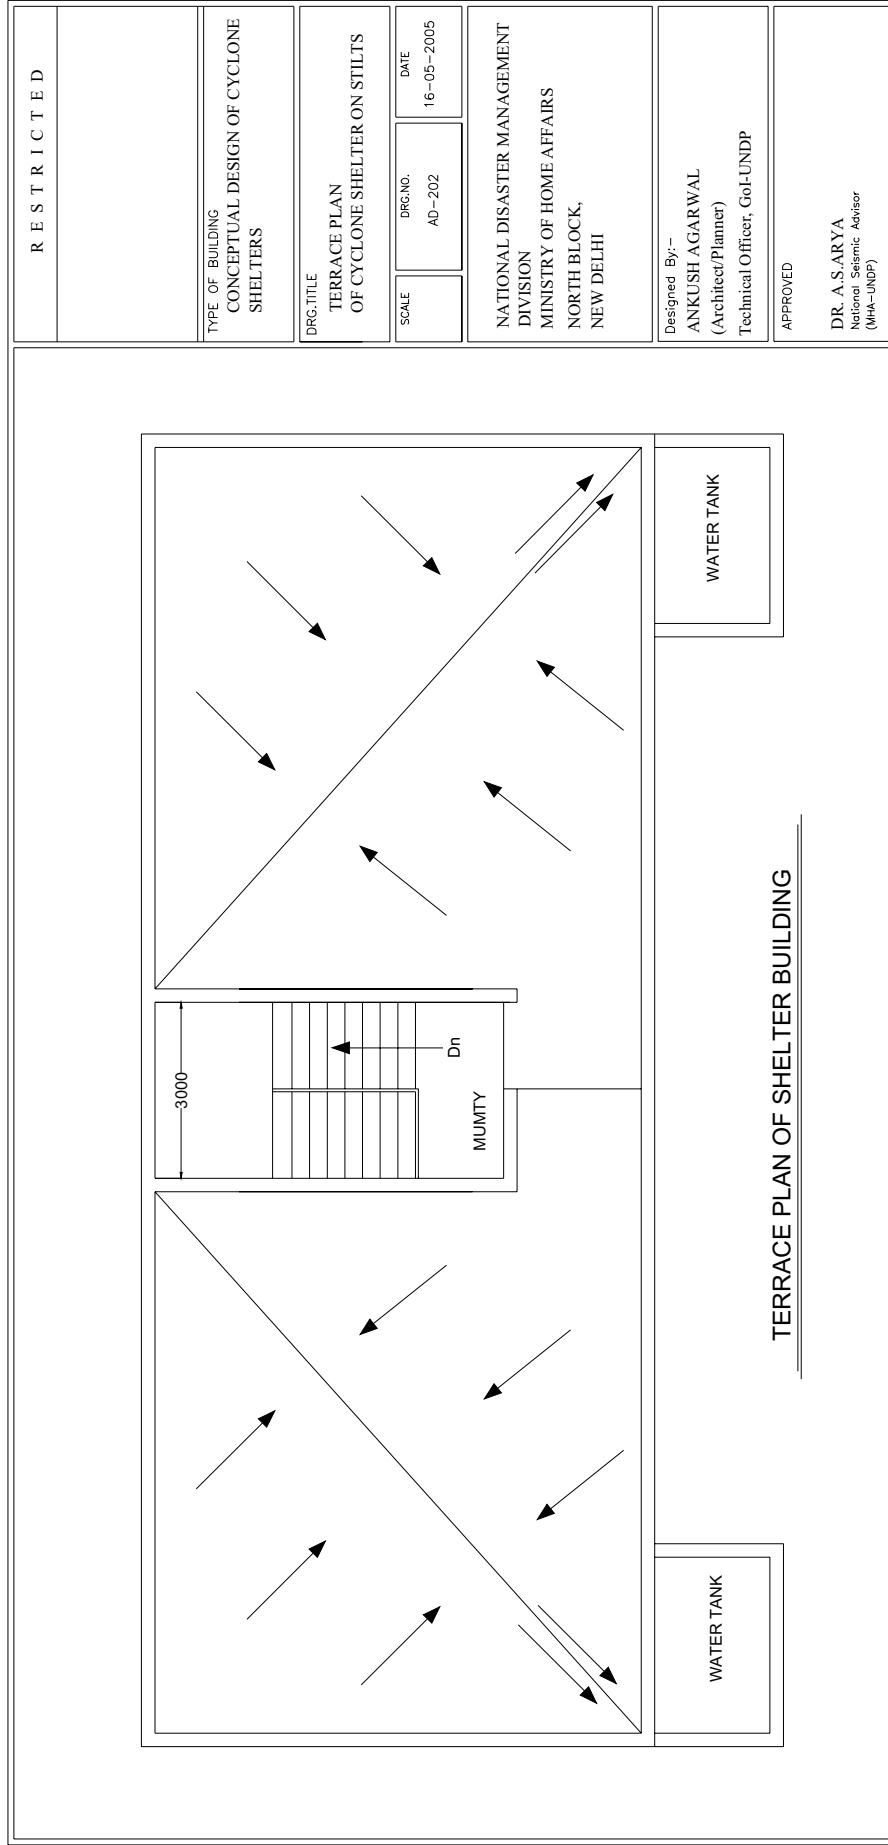 RESTRICTED
TYPE OF BUILDING
CONCEPTUAL DESIGN OF CYCLONE
SHELTERS
DRG.TITLE
TERRACE PLAN
OF CYCLONE SHELTER ON STILTS
SCALE
DRG.NO.
AD-202
DATE
16-05-2005
NATIONAL DISASTER MANAGEMENT
DIVISION
MINISTRY OF HOME AFFAIRS
NORTH BLOCK,
NEW DELHI
Designed By:-
ANKUSH AGARWAL
(Architect/Planner)
Technical Officer, GoI-UNDP
APPROVED
DR. A.S.ARYA
National Seismic Advisor
(MHA-UNDP)
3000
Dn
MUMTY
WATER TANK
WATER TANK
TERRACE PLAN OF SHELTER BUILDING